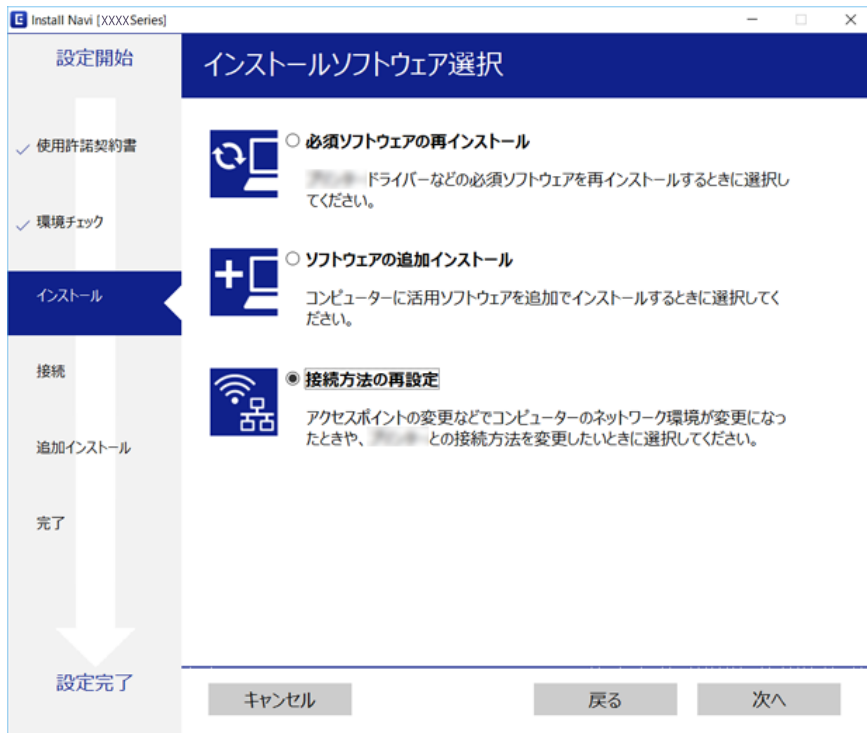 Install Navi [XXXXSeries]
設定開始
使用許諾契約書
環境チェック
インストール
接続
追加インストール
完了
設定完了
インストールソフトウェア選択
必須ソフトウェアの再インストール
ドライバーなどの必須ソフトウェアを再インストールするときに選択し
てください。
ソフトウェアの追加インストール
コンピューターに活用ソフトウェアを追加でインストールするときに選択してく
ださい。
接続方法の再設定
アクセスポイントの変更などでコンピューターのネットワーク環境が変更になっ
たときや、 との接続方法を変更したいときに選択してください。
キャンセル
戻る
次へ